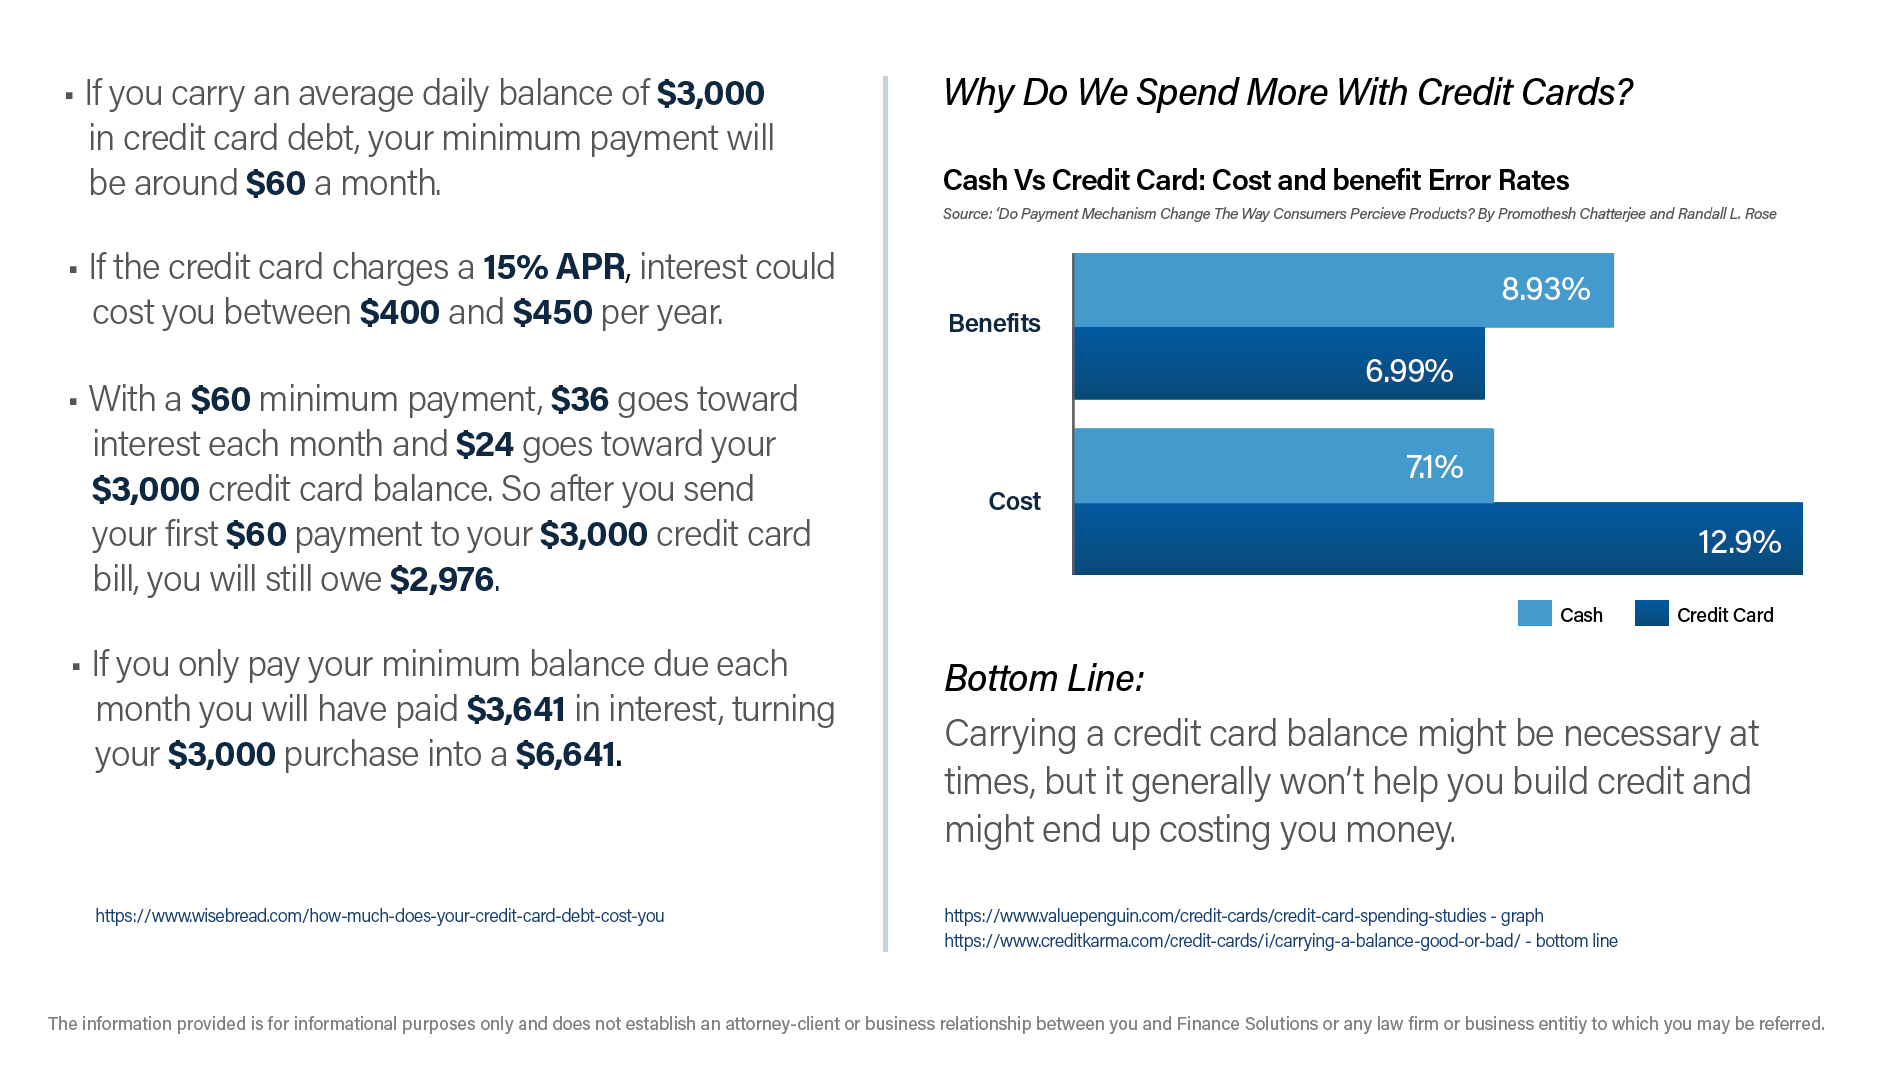 ▪ If you carry an average daily balance of $3,000
in credit card debt, your minimum payment will
be around $60 a month.
▪ If the credit card charges a 15% APR, interest could
cost you between $400 and $450 per year.
▪ With a $60 minimum payment, $36 goes toward
interest each month and $24 goes toward your
$3,000 credit card balance. So after you send
your first $60 payment to your $3,000 credit card
bill, you will still owe $2,976.
▪ If you only pay your minimum balance due each
month you will have paid $3,641 in interest, turning
your $3,000 purchase into a $6,641.
https://www.wisebread.com/how-much-does-your-credit-card-debt-cost-you
Why Do We Spend More With Credit Cards?
Cash Vs Credit Card: Cost and benefit Error Rates
Source: 'Do Payment Mechanism Change The Way Consumers Percieve Products? By Promothesh Chatterjee and Randall L. Rose
Benefits
8.93%
6.99%
Cost
7.1%
12.9%
Cash
Credit Card
Bottom Line:
Carrying a credit card balance might be necessary at
times, but it generally won't help you build credit and
might end up costing you money.
https://www.valuepenguin.com/credit-cards/credit-card-spending-studies - graph
https://www.creditkarma.com/credit-cards/i/carrying-a-balance-good-or-bad/ - bottom line
The information provided is for informational purposes only and does not establish an attorney-client or business relationship between you and Finance Solutions or any law firm or business entitiy to which you may be referred.